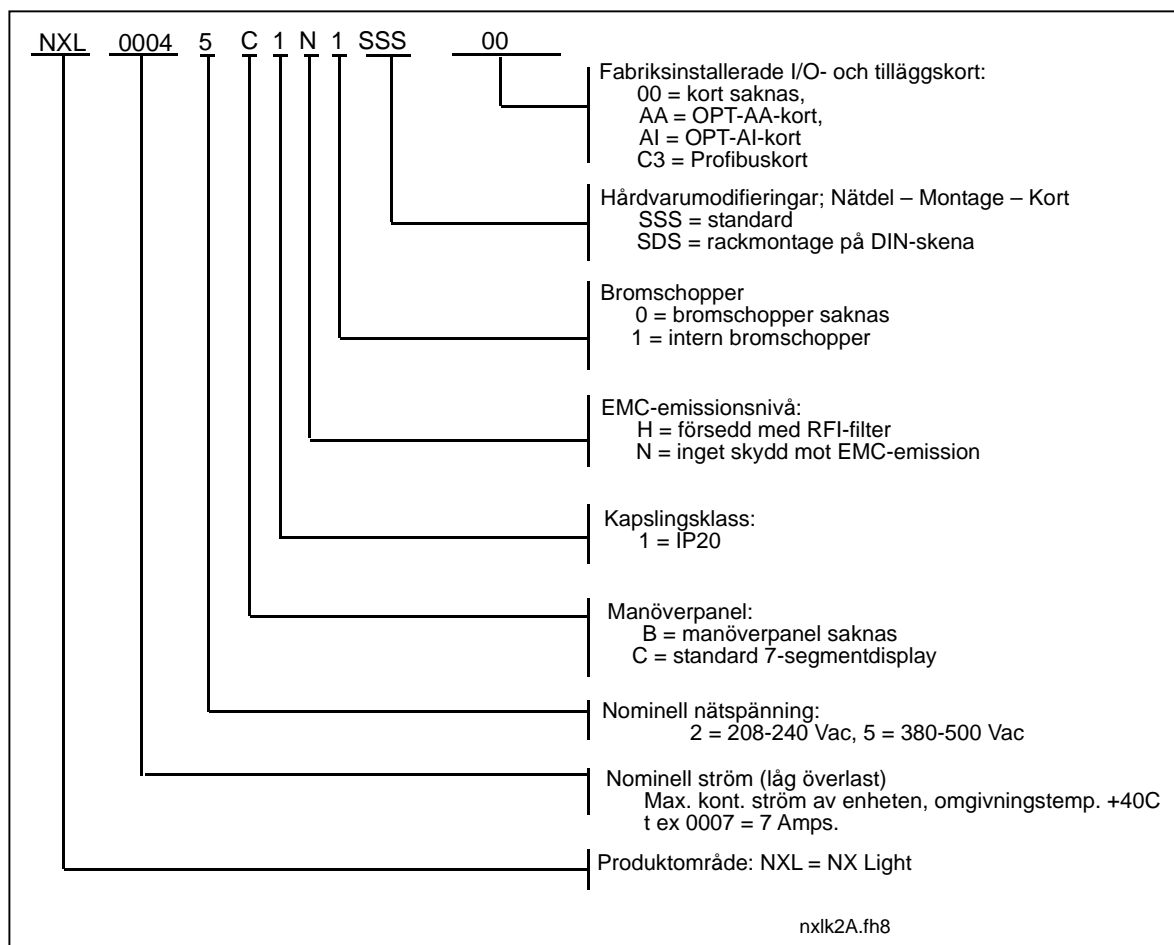 NXL 0004 5 C 1 N 1 SSS 00
Fabriksinstallerade I/O- och tilläggskort:
00 = kort saknas,
AA = OPT-AA-kort,
AI = OPT-AI-kort
C3 = Profibuskort
Hårdvarumodifieringar; Nätdel – Montage – Kort
SSS = standard
SDS = rackmontage på DIN-skena
Bromschopper
0 = bromschopper saknas
1 = intern bromschopper
EMC-emissionsnivå:
H = försedd med RFI-filter
N = inget skydd mot EMC-emission
Kapslingsklass:
1 = IP20
Manöverpanel:
B = manöverpanel saknas
C = standard 7-segmentdisplay
Nominell nätspänning:
2 = 208-240 Vac, 5 = 380-500 Vac
Nominell ström (låg överlast)
Max. kont. ström av enheten, omgivningstemp. +40C
t ex 0007 = 7 Amps.
Produktområde: NXL = NX Light
nxlk2A.fh8